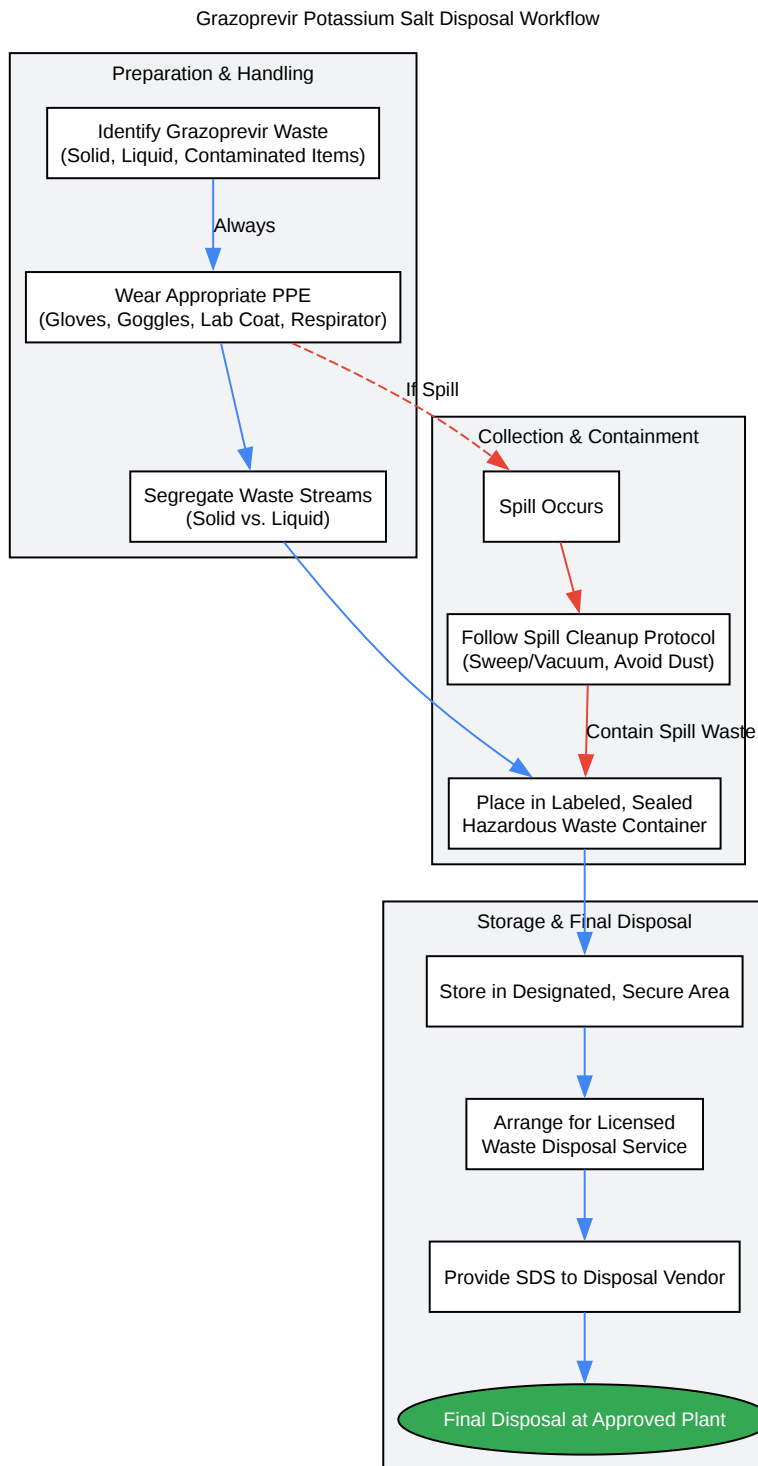 Grazoprevir Potassium Salt Disposal Workflow
Preparation & Handling
Identify Grazoprevir Waste
(Solid, Liquid, Contaminated Items)
Always
Wear Appropriate PPE
(Gloves, Goggles, Lab Coat, Respirator)
If Spill
Collection & Containment
Segregate Waste Streams
(Solid vs. Liquid)
Spill Occurs
Follow Spill Cleanup Protocol
(Sweep/Vacuum, Avoid Dust)
Contain Spill Waste
Place in Labeled, Sealed
Hazardous Waste Container
Storage & Final Disposal
Store in Designated, Secure Area
Arrange for Licensed
Waste Disposal Service
Provide SDS to Disposal Vendor
Final Disposal at Approved Plant